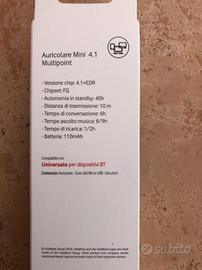 Auricolare Mini 4.1
Multipoint
- Versione chip: 4.1+EDR
- Chipset: FQ
- Autonomia in standby: 40h
- Distanza di trasmissione: 10 m
- Tempo di conversazione: 6h
- Tempo ascolto musica: 8/9h
- Tempo di ricarica: 1/2h
- Batteria: 110mAh
Compatibile con
Universale per dispositivi BT
Contenuto: Auricolare - Cavo dati Micro USB - Istruzioni
subito